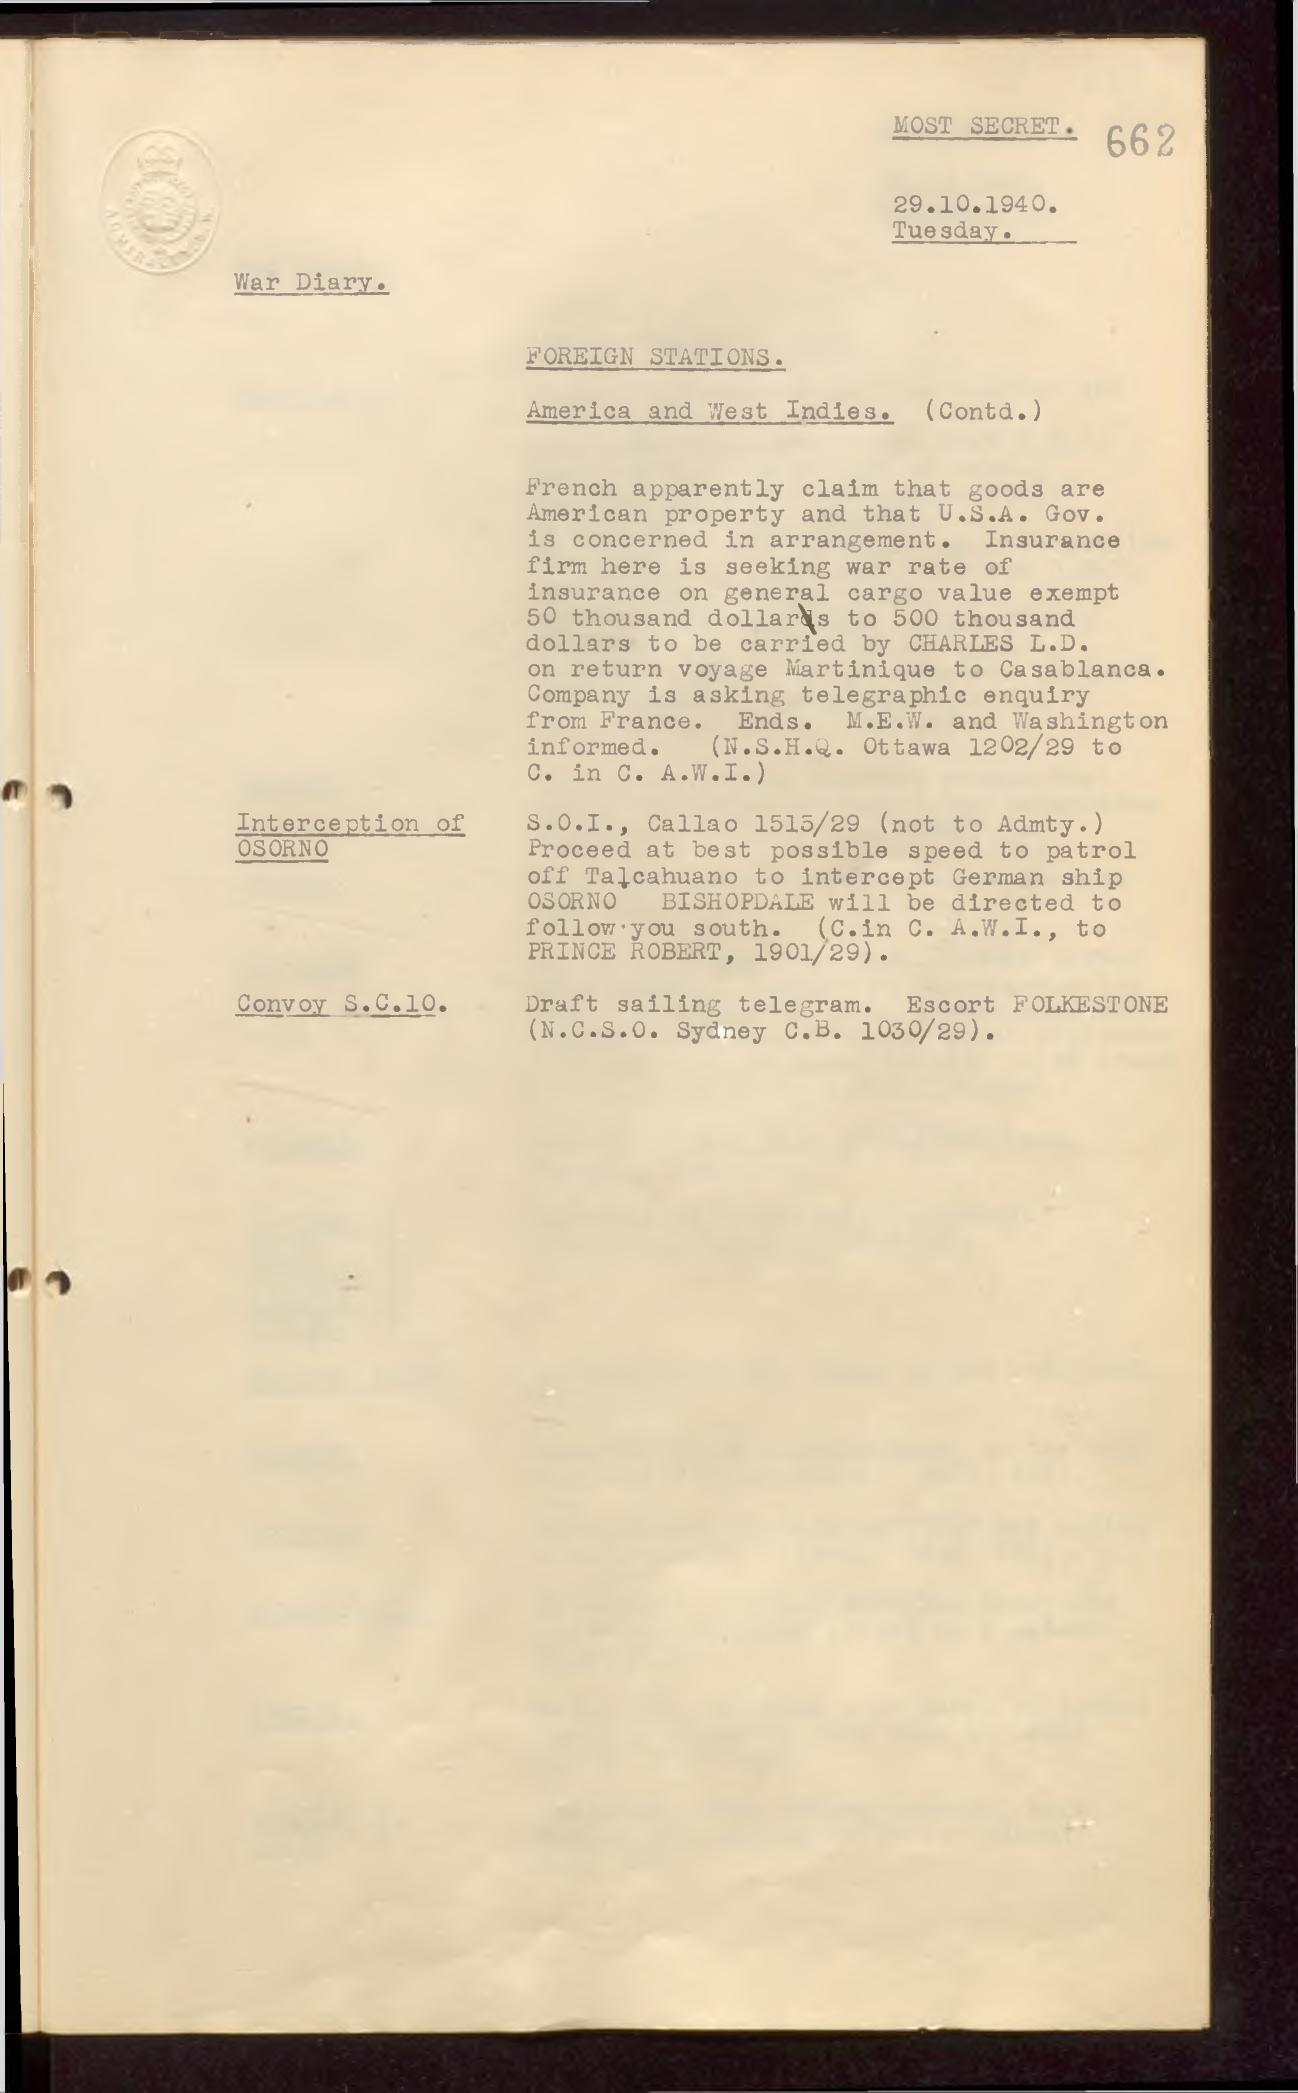 MOST SECRET.
662
29.10.1940.
Tuesday.
War Diary.
FOREIGN STATIONS.
America and West Indies. (Contd.)
French apparently claim that goods are
American property and that U.S.A. Gov.
is concerned in arrangement. Insurance
firm here is seeking war rate of
insurance on general cargo value exempt
50 thousand dollars to 500 thousand
dollars to be carried by CHARLES L.D.
on return voyage Martinique to Casablanca.
Company is asking telegraphic enquiry
from France. Ends. M.E.W. and Washington
informed. (N.S.H.Q. Ottawa 1202/29 to
C. in C. A.W.I.)
Interception of
OSORNO
S.O.I., Callao 1515/29 (not to Admty.)
Proceed at best possible speed to patrol
off Talcahuano to intercept German ship
OSORNO BISHOPDALE will be directed to
follow you south. (C.in C. A.W.I., to
PRINCE ROBERT, 1901/29).
Convoy S.C.10.
Draft sailing telegram. Escort FOLKESTONE
(N.C.S.O. Sydney C.B. 1030/29).